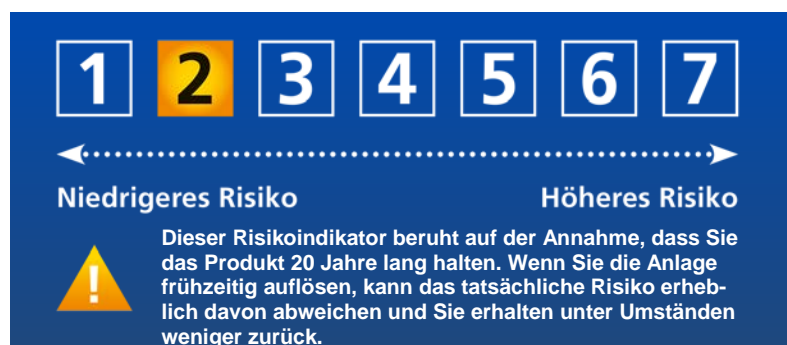 1 2 3 4 5 6 7
Niedrigeres Risiko Höheres Risiko
Dieser Risikoindikator beruht auf der Annahme, dass Sie
das Produkt 20 Jahre lang halten. Wenn Sie die Anlage
frühzeitig auflösen, kann das tatsächliche Risiko erheb-
lich davon abweichen und Sie erhalten unter Umständen
weniger zurück.